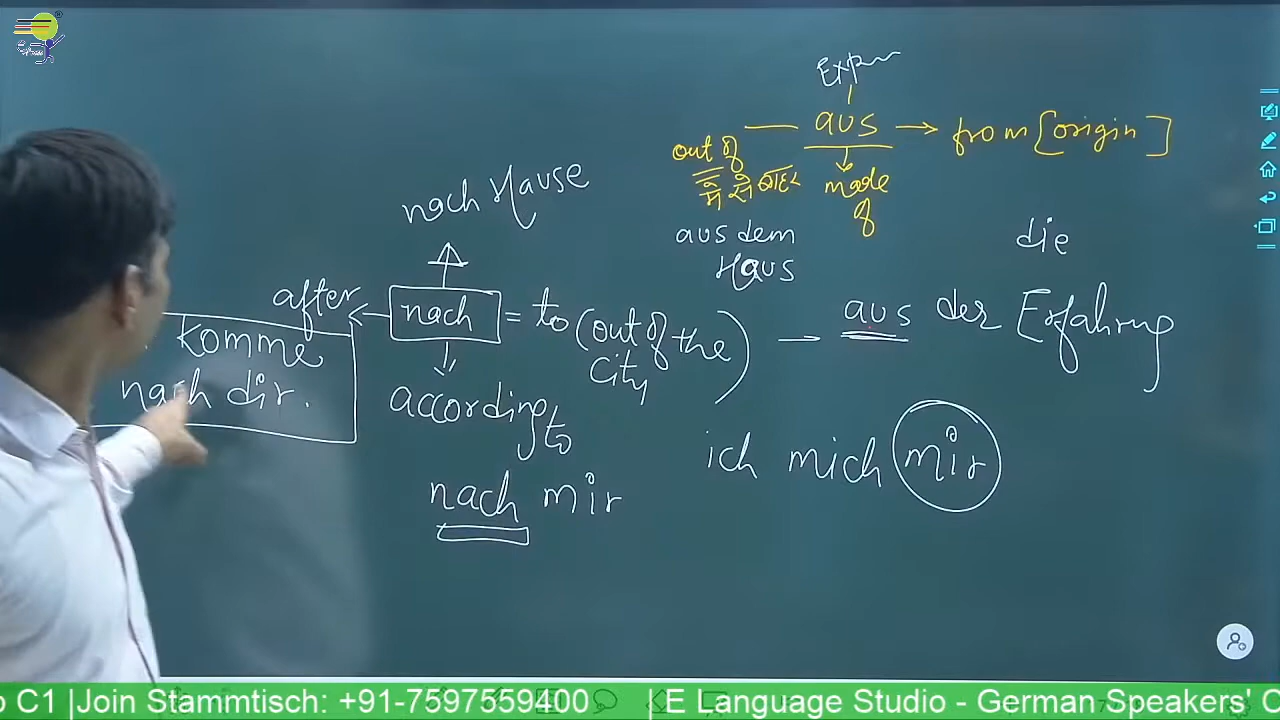 Exp
aus → from [origin]
out of
में से बाहर
made
of
nach Hause
aus dem
Haus
die
after ← nach = to (out of the
city)
→ aus der Erfahrung
Komme
nach dir.
according
to
ich mich mir
nach mir
C1 |Join Stammtisch: +91-7597559400 |E Language Studio - German Speakers' C